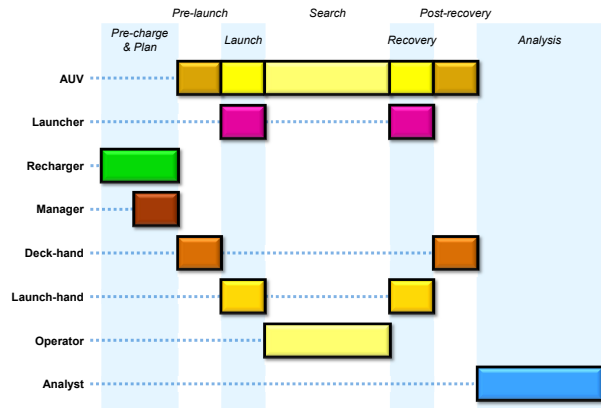 Pre-launch
Search
Post-recovery
Pre-charge
& Plan
Launch
Recovery
Analysis
AUV
Launcher
Recharger
Manager
Deck-hand
Launch-hand
Operator
Analyst